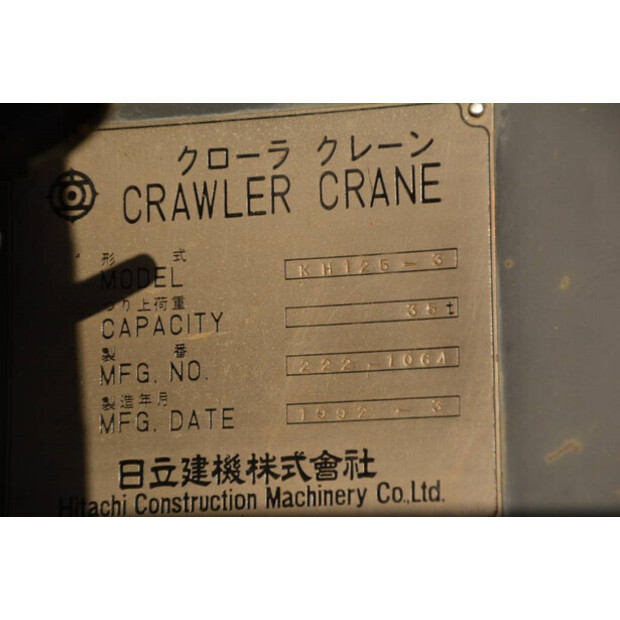 クローラ クレーン
CRAWLER CRANE
形 式
MODEL KH125-3
つり上荷重
CAPACITY 35t
製 番
MFG. NO. 222-1064
製造年月
MFG. DATE 1992-3
日立建機株式會社
Hitachi Construction Machinery Co.,Ltd.